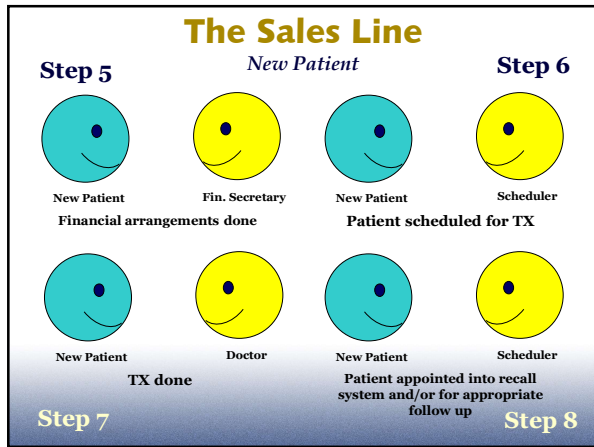 The Sales Line
New Patient
Step 5
Step 6
New Patient
Fin. Secretary
New Patient
Scheduler
Financial arrangements done
Patient scheduled for TX
New Patient
Doctor
New Patient
Scheduler
TX done
Patient appointed into recall
system and/or for appropriate
follow up
Step 7
Step 8